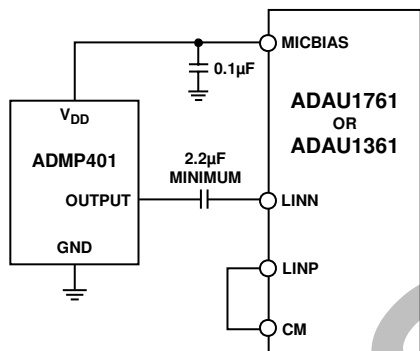 MICBIAS
0.1µF
ADAU1761
OR
ADAU1361
VDD
ADMP401
2.2µF
MINIMUM
OUTPUT
LINN
GND
LINP
CM